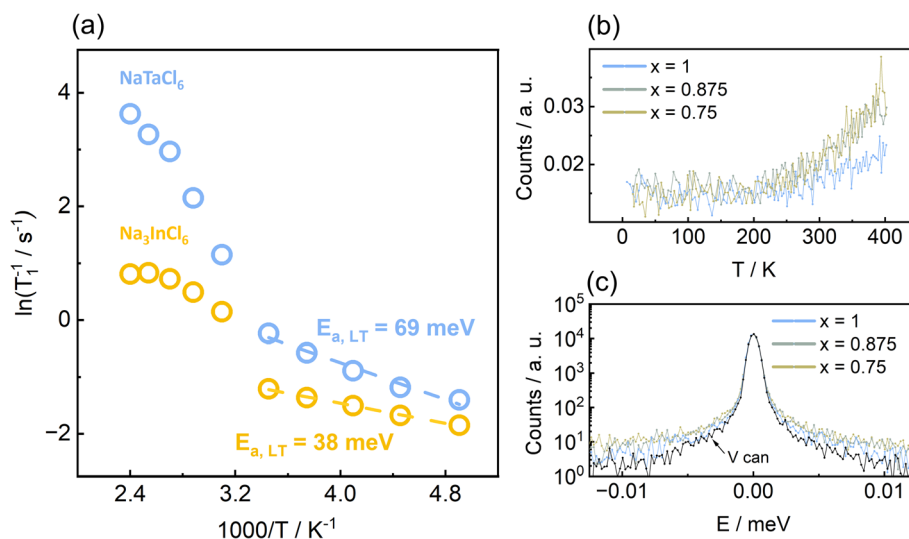 (a)
NaTaCl₆
Na₃InCl₆
E_a, LT = 69 meV
E_a, LT = 38 meV
4
2
0
−2
ln(T₁⁻¹ / s⁻¹)
2.4 3.2 4.0 4.8
1000/T / K⁻¹
(b)
x = 1
x = 0.875
x = 0.75
0.03
0.02
Counts / a. u.
0 100 200 300 400
T / K
(c)
x = 1
x = 0.875
x = 0.75
V can
10⁵
10⁴
10³
10²
10¹
10⁰
Counts / a. u.
−0.01 0.00 0.01
E / meV